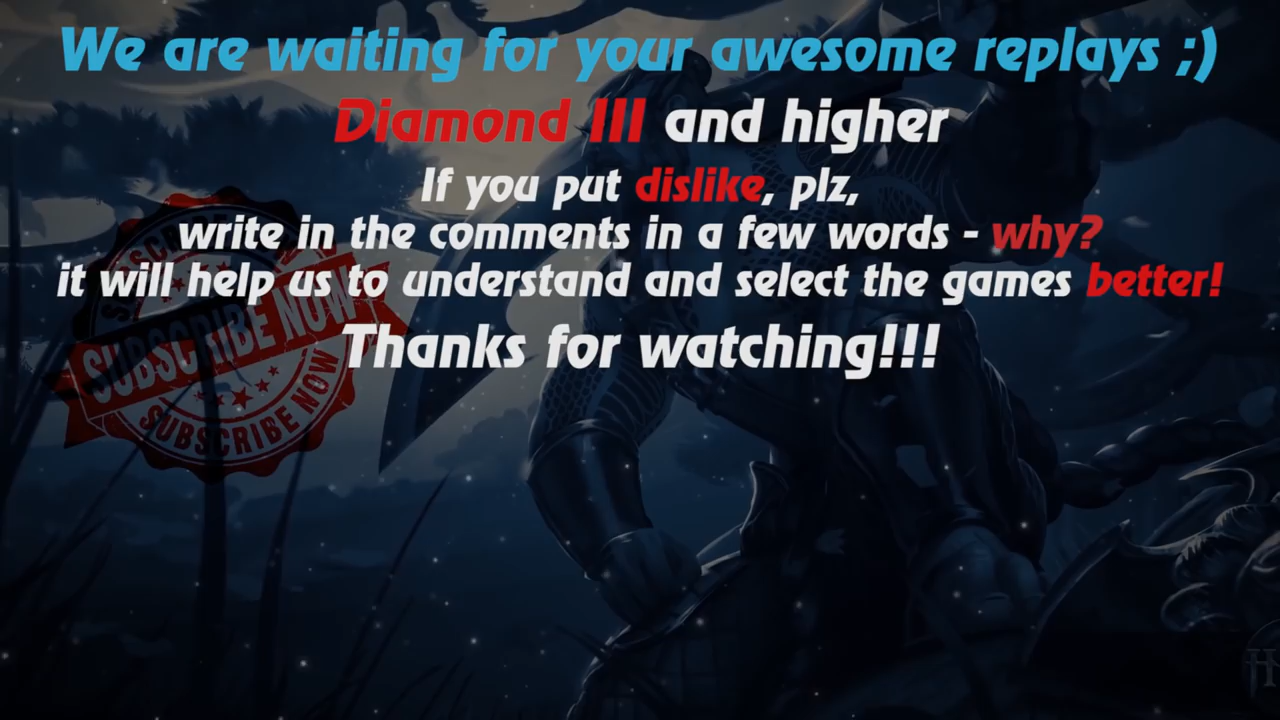 We are waiting for your awesome replays ;)
Diamond III and higher
If you put dislike, plz,
write in the comments in a few words - why?
it will help us to understand and select the games better!
Thanks for watching!!!
SUBSCRIBE NOW
SUBSCRIBE NOW